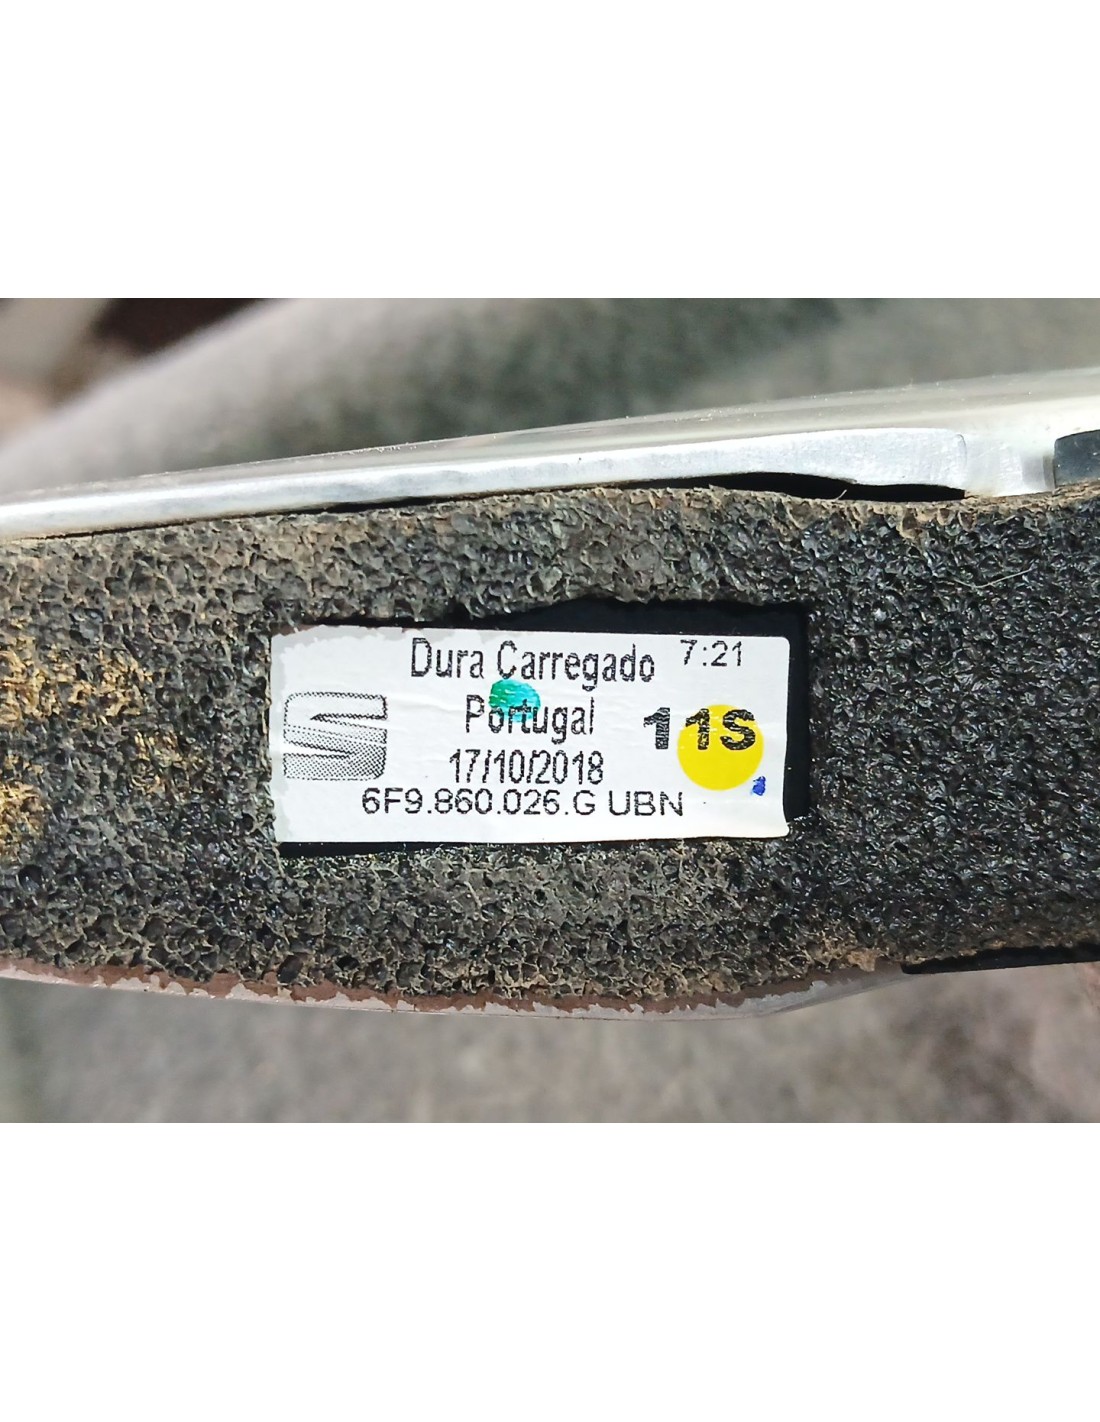 Dura Carregado 7:21
Portugal 11S
17/10/2018
6F9.860.026.G UBN